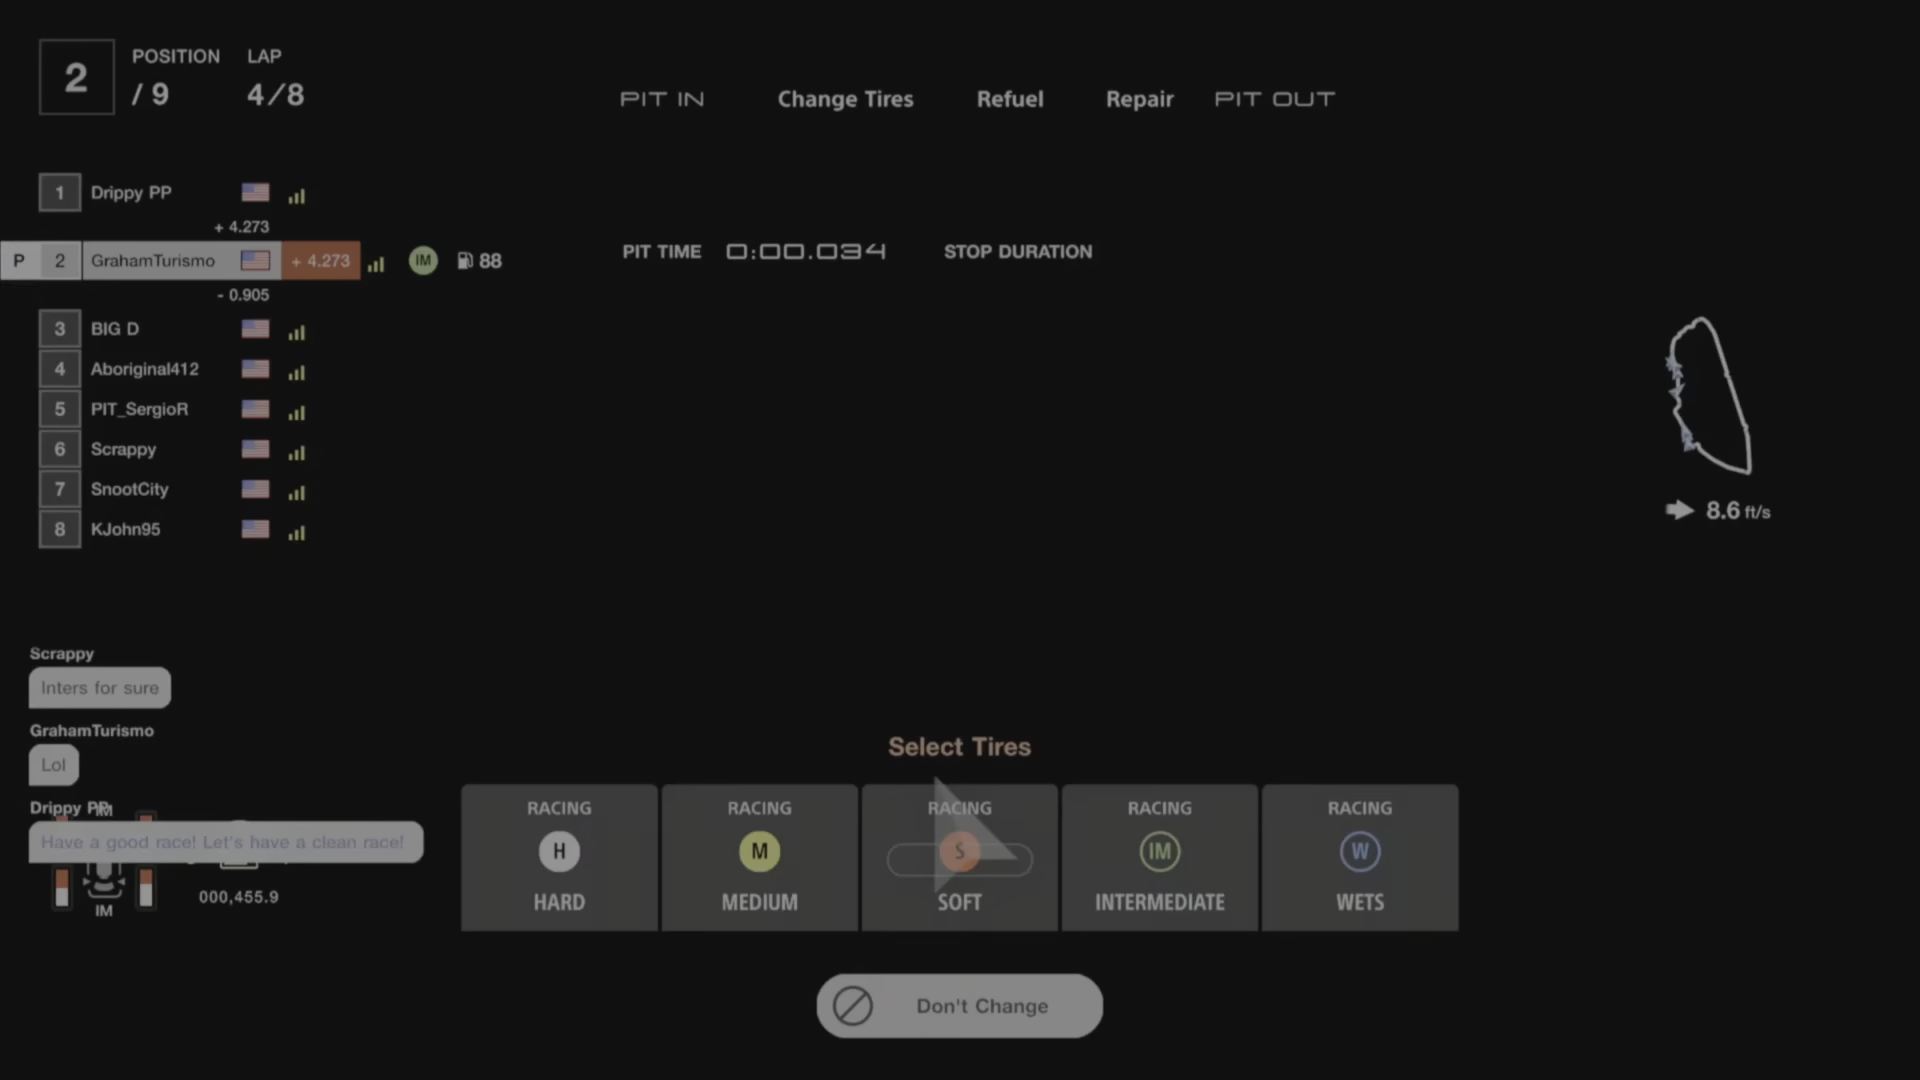 2 POSITION LAP
/ 9 4/8
PIT IN Change Tires Refuel Repair PIT OUT
1 Drippy PP
+ 4.273
P 2 GrahamTurismo + 4.273 IM 88
- 0.905
PIT TIME 0:00.034 STOP DURATION
3 BIG D
4 Aboriginal412
5 PIT_SergioR
6 Scrappy
7 SnootCity
8 KJohn95
8.6 ft/s
Scrappy
Inters for sure
GrahamTurismo
Lol
Drippy PP
IM
Have a good race! Let's have a clean race!
000,455.9
IM
Select Tires
RACING H HARD
RACING M MEDIUM
RACING S SOFT
RACING IM INTERMEDIATE
RACING W WETS
Don't Change